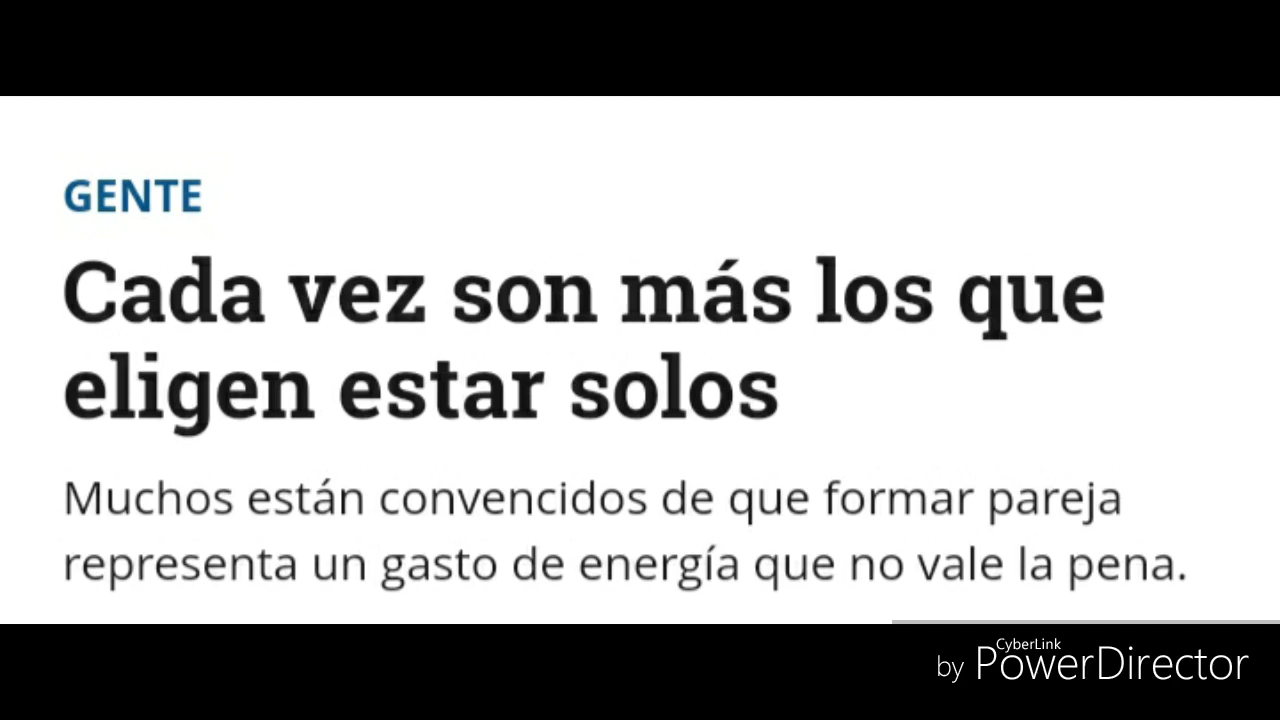 GENTE
Cada vez son más los que
eligen estar solos
Muchos están convencidos de que formar pareja
representa un gasto de energía que no vale la pena.
CyberLink
by PowerDirector